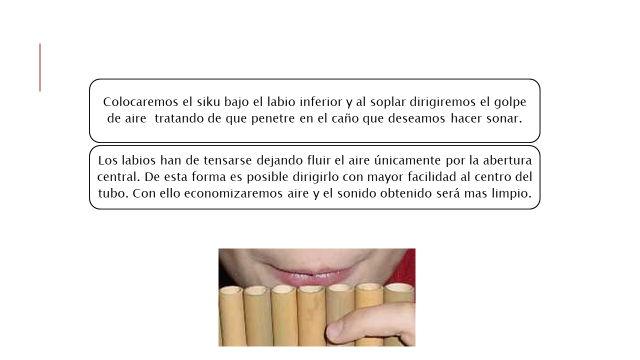 Colocaremos el siku bajo el labio inferior y al soplar dirigiremos el golpe
de aire tratando de que penetre en el caño que deseamos hacer sonar.
Los labios han de tensarse dejando fluir el aire únicamente por la abertura
central. De esta forma es posible dirigirlo con mayor facilidad al centro del
tubo. Con ello economizaremos aire y el sonido obtenido será mas limpio.